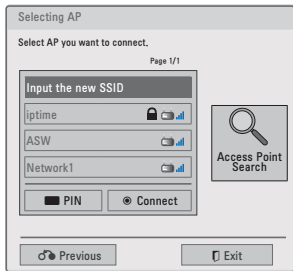 Selecting AP
Select AP you want to connect.
Page 1/1
Input the new SSID
iptime
ASW
Network1
PIN
Connect
Access Point
Search
Previous
Exit